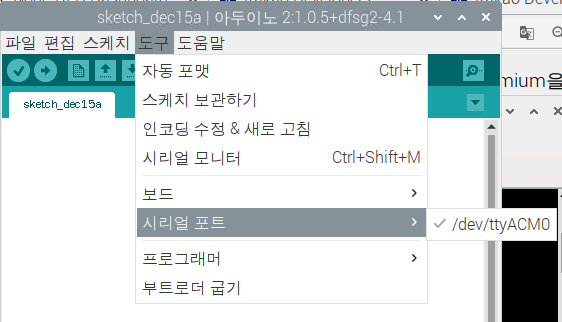 ao Devel
sketch_dec15a | 아두이노 2:1.0.5+dfsg2-4.1
파일 편집 스케치 도구 도움말
sketch_dec15a
자동 포맷 Ctrl+T
스케치 보관하기
인코딩 수정 & 새로 고침
시리얼 모니터 Ctrl+Shift+M
보드
시리얼 포트
/dev/ttyACM0
프로그래머
부트로더 굽기
mium을